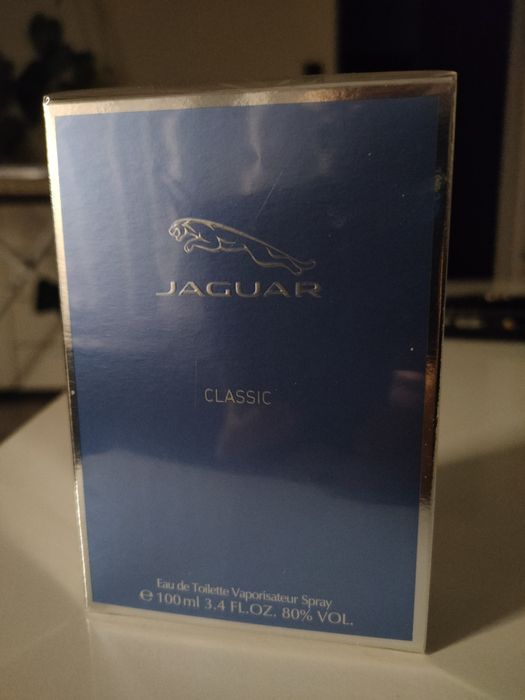 JAGUAR
CLASSIC
Eau de Toilette Vaporisateur Spray
℮ 100 ml 3.4 FL.OZ. 80% VOL.